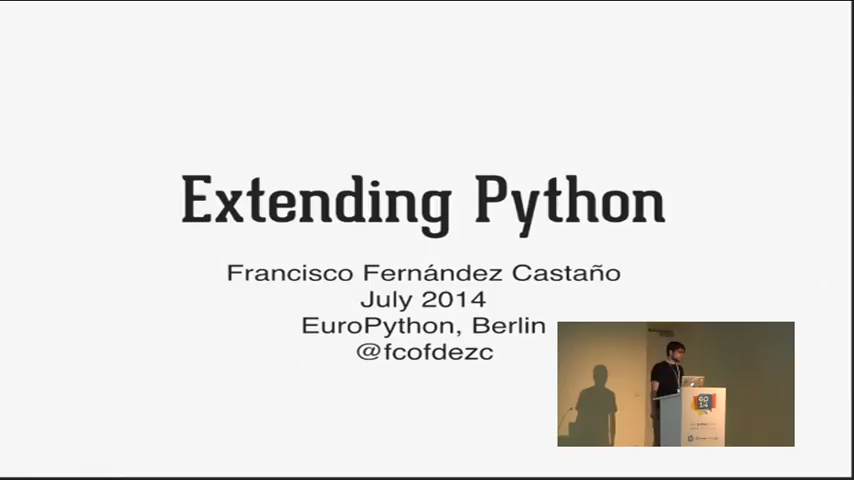 Extending Python
Francisco Fernández Castaño
July 2014
EuroPython, Berlin
@fcofdezc